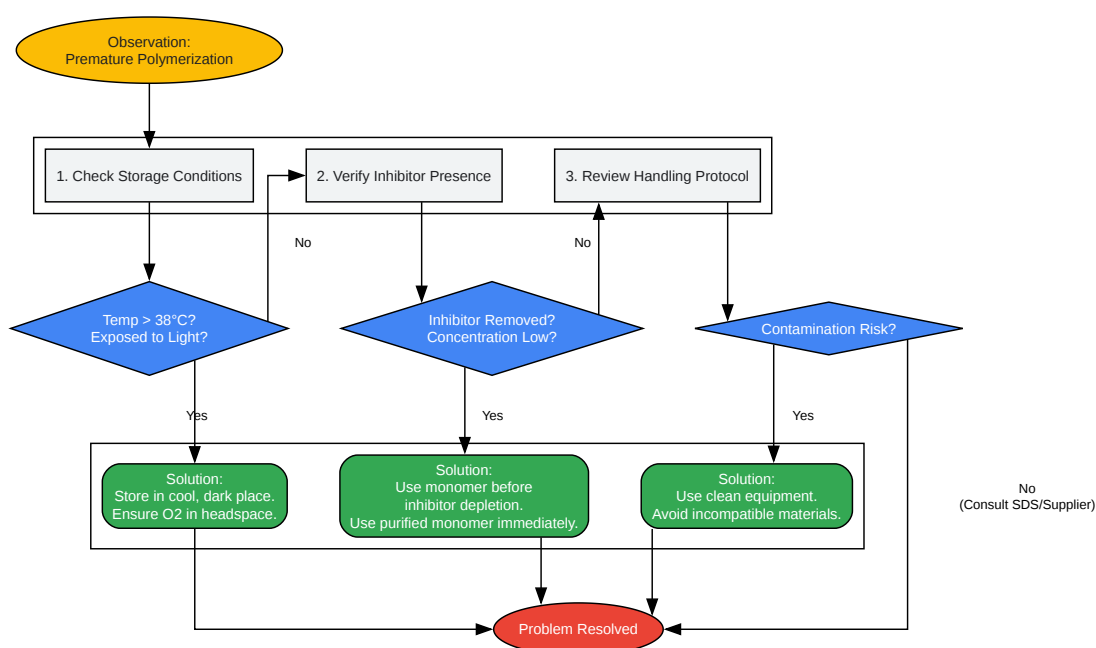 Observation:
Premature Polymerization
1. Check Storage Conditions
2. Verify Inhibitor Presence
3. Review Handling Protocol
No
No
Temp > 38°C?
Exposed to Light?
Inhibitor Removed?
Concentration Low?
Contamination Risk?
Yes
Yes
Yes
Solution:
Store in cool, dark place.
Ensure O2 in headspace.
Solution:
Use monomer before
inhibitor depletion.
Use purified monomer immediately.
Solution:
Use clean equipment.
Avoid incompatible materials.
No
(Consult SDS/Supplier)
Problem Resolved